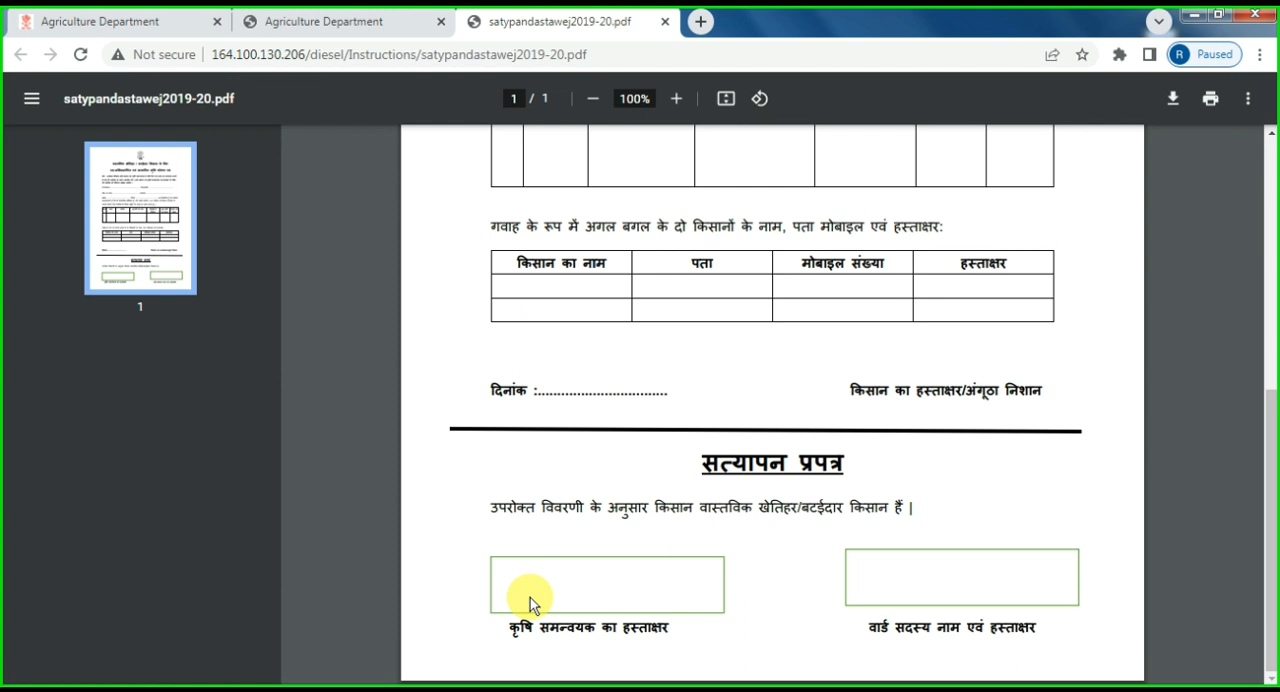 Agriculture Department
Agriculture Department
satypandastawej2019-20.pdf
Not secure
164.100.130.206/diesel/Instructions/satypandastawej2019-20.pdf
R
Paused
satypandastawej2019-20.pdf
1 / 1
100%
1
गवाह के रूप में अगल बगल के दो किसानों के नाम, पता मोबाइल एवं हस्ताक्षर:
किसान का नाम
पता
मोबाइल संख्या
हस्ताक्षर
दिनांक :.................................
किसान का हस्ताक्षर/अंगूठा निशान
सत्यापन प्रपत्र
उपरोक्त विवरणी के अनुसार किसान वास्तविक खेतिहर/बटईदार किसान हैं |
कृषि समन्वयक का हस्ताक्षर
वार्ड सदस्य नाम एवं हस्ताक्षर